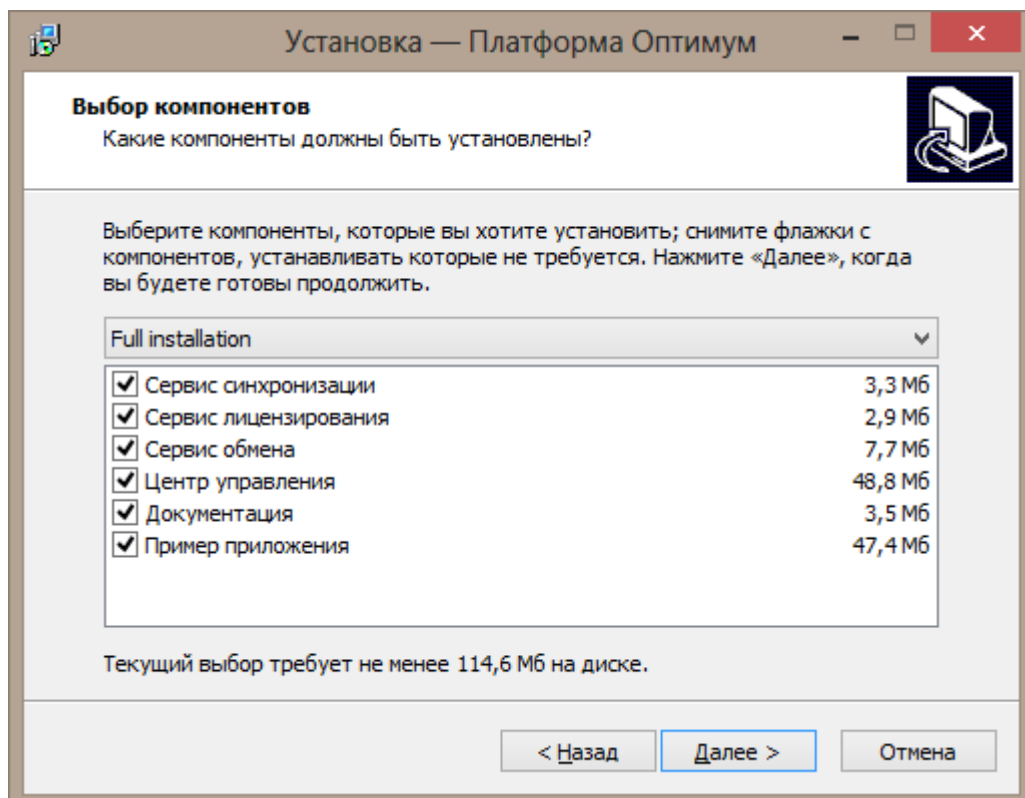 Установка — Платформа Оптимум
Выбор компонентов
Какие компоненты должны быть установлены?
Выберите компоненты, которые вы хотите установить; снимите флажки с
компонентов, устанавливать которые не требуется. Нажмите «Далее», когда
вы будете готовы продолжить.
Full installation
Сервис синхронизации 3,3 Мб
Сервис лицензирования 2,9 Мб
Сервис обмена 7,7 Мб
Центр управления 48,8 Мб
Документация 3,5 Мб
Пример приложения 47,4 Мб
Текущий выбор требует не менее 114,6 Мб на диске.
< Назад Далее > Отмена